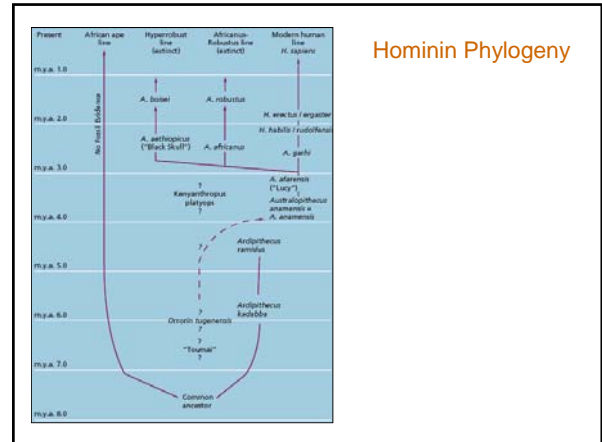 Hominin Phylogeny
Present
African ape
line
Hyperrobust
line
(extinct)
Africanus-
Robustus line
(extinct)
Modern human
line
H. sapiens
m.y.a. 1.0
A. boisei
A. robustus
No Fossil Evidence
H. erectus / ergaster
m.y.a. 2.0
H. habilis / rudolfensis
A. aethiopicus
("Black Skull")
A. africanus
A. garhi
m.y.a. 3.0
A. afarensis
("Lucy")
?
Kenyanthropus
platyops
?
Australopithecus
anamensis =
A. anamensis
m.y.a. 4.0
?
Ardipithecus
ramidus
m.y.a. 5.0
Ardipithecus
kadabba
m.y.a. 6.0
?
Orrorin tugenensis
?
?
"Toumai"
?
m.y.a. 7.0
Common
ancestor
m.y.a. 8.0